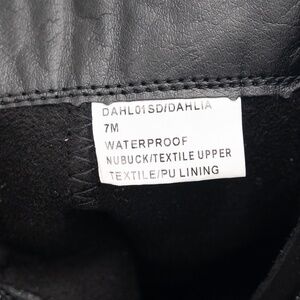 DAHL01SD/DAHLIA
7M
WATERPROOF
NUBUCK/TEXTILE UPPER
TEXTILE/PU LINING